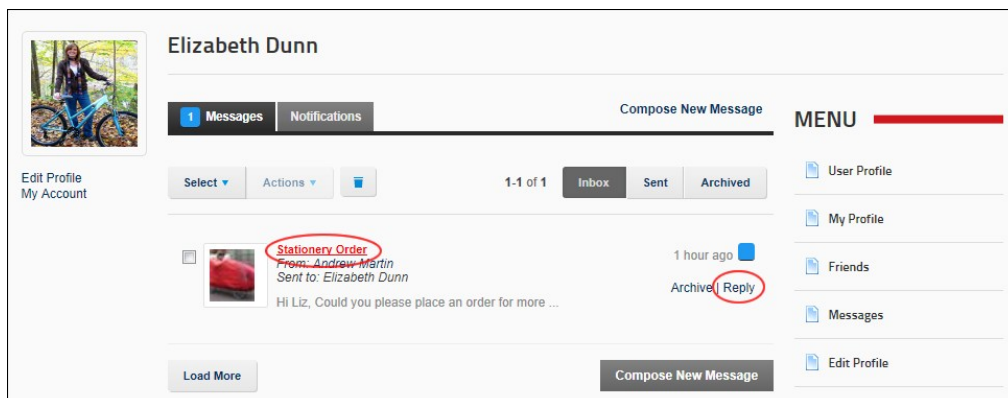 Elizabeth Dunn
Edit Profile
My Account
1 Messages Notifications Compose New Message
Select Actions 1-1 of 1 Inbox Sent Archived
Stationery Order
From: Andrew Martin
Sent to: Elizabeth Dunn
Hi Liz, Could you please place an order for more ...
1 hour ago
Archive | Reply
Load More Compose New Message
MENU
User Profile
My Profile
Friends
Messages
Edit Profile